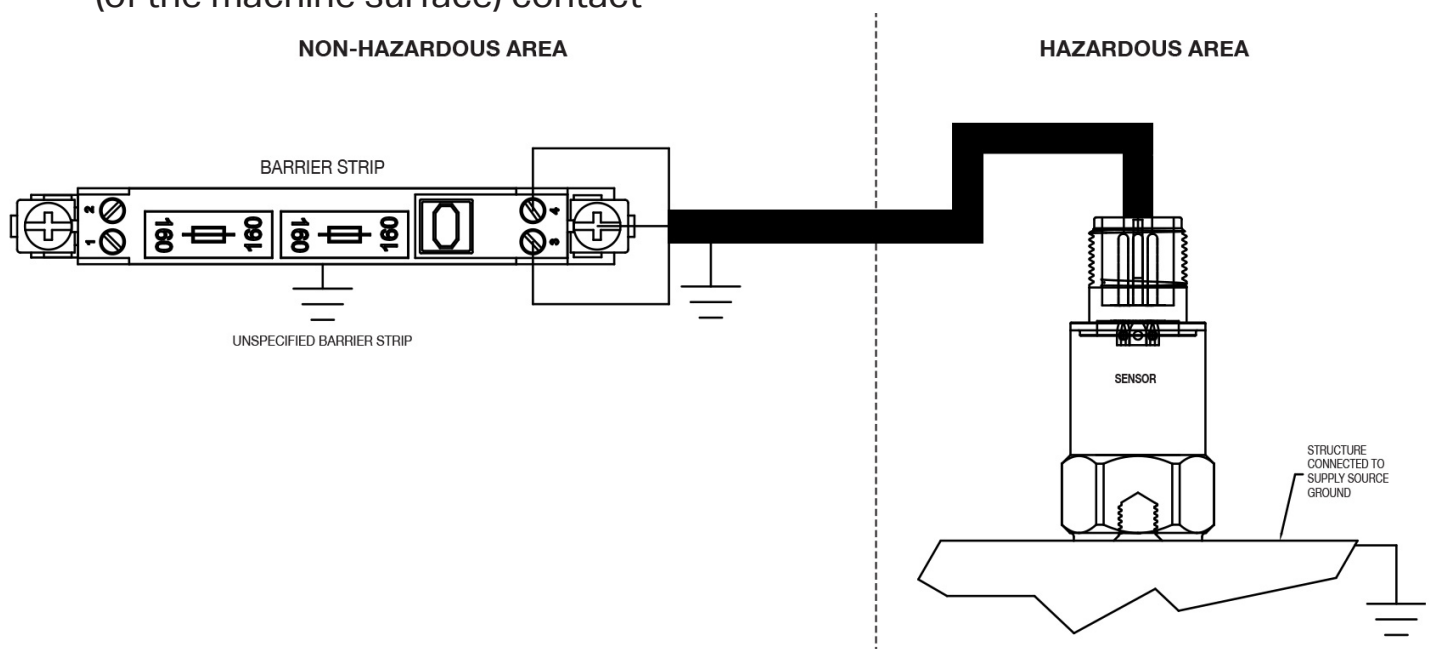 (of the machine surface) contact
NON-HAZARDOUS AREA
HAZARDOUS AREA
BARRIER STRIP
2
1
160
160
160
160
4
3
UNSPECIFIED BARRIER STRIP
SENSOR
STRUCTURE
CONNECTED TO
SUPPLY SOURCE
GROUND